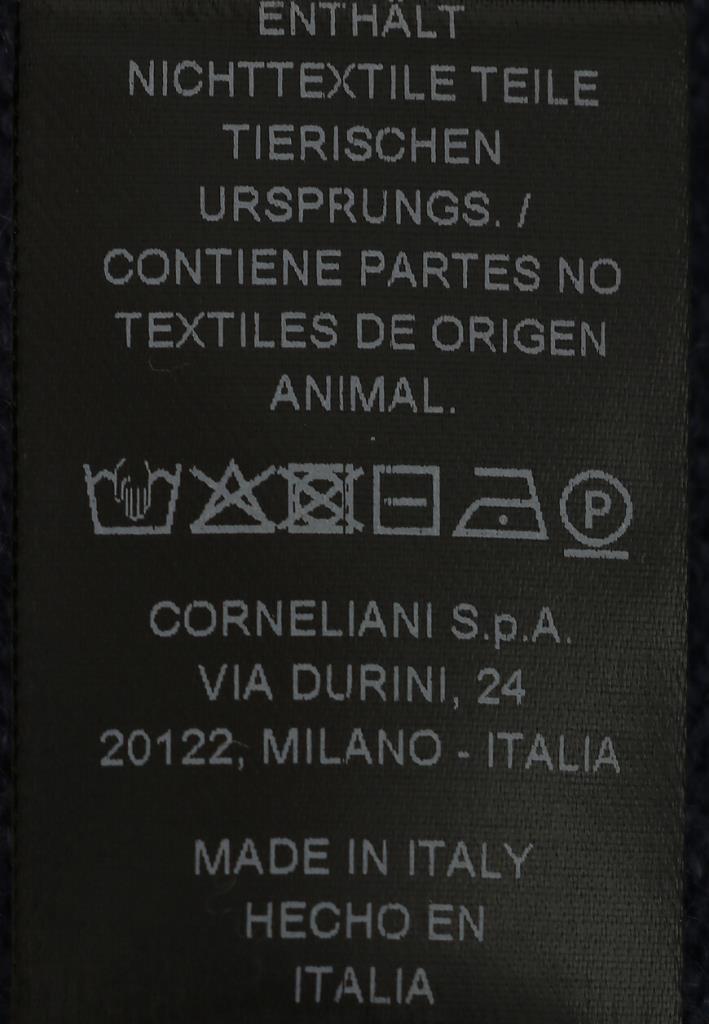 ENTHÄLT
NICHTTEXTILE TEILE
TIERISCHEN
URSPRUNGS. /
CONTIENE PARTES NO
TEXTILES DE ORIGEN
ANIMAL.
P
CORNELIANI S.p.A.
VIA DURINI, 24
20122, MILANO - ITALIA
MADE IN ITALY
HECHO EN
ITALIA